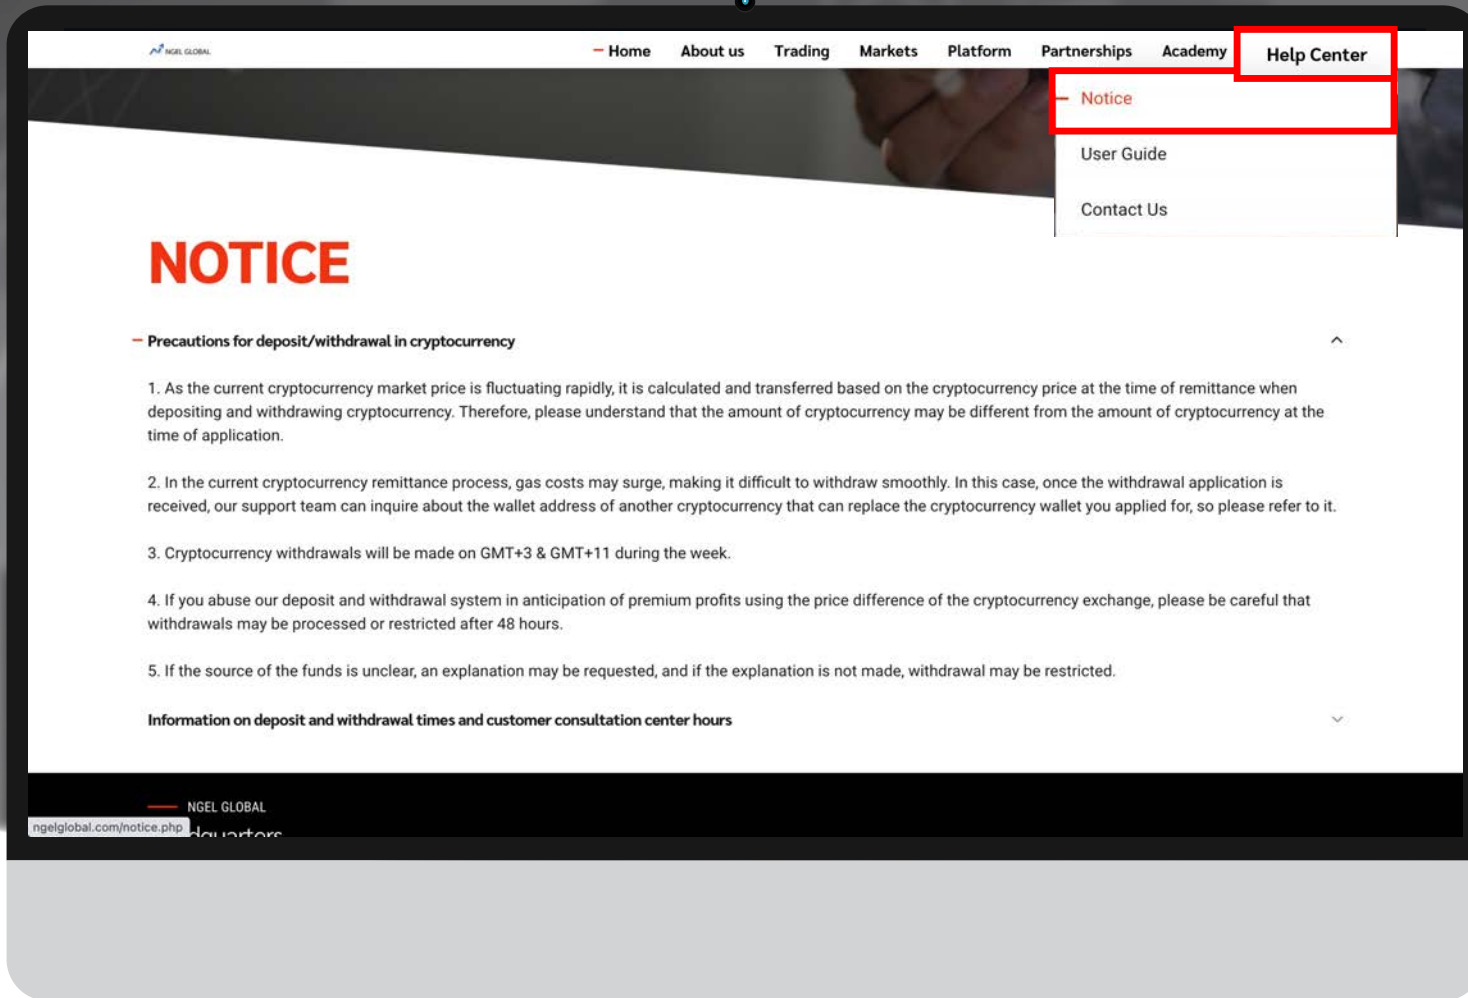 NGEL GLOBAL
Home About us Trading Markets Platform Partnerships Academy Help Center
Notice
User Guide
Contact Us
NOTICE
Precautions for deposit/withdrawal in cryptocurrency
1. As the current cryptocurrency market price is fluctuating rapidly, it is calculated and transferred based on the cryptocurrency price at the time of remittance when
depositing and withdrawing cryptocurrency. Therefore, please understand that the amount of cryptocurrency may be different from the amount of cryptocurrency at the
time of application.
2. In the current cryptocurrency remittance process, gas costs may surge, making it difficult to withdraw smoothly. In this case, once the withdrawal application is
received, our support team can inquire about the wallet address of another cryptocurrency that can replace the cryptocurrency wallet you applied for, so please refer to it.
3. Cryptocurrency withdrawals will be made on GMT+3 & GMT+11 during the week.
4. If you abuse our deposit and withdrawal system in anticipation of premium profits using the price difference of the cryptocurrency exchange, please be careful that
withdrawals may be processed or restricted after 48 hours.
5. If the source of the funds is unclear, an explanation may be requested, and if the explanation is not made, withdrawal may be restricted.
Information on deposit and withdrawal times and customer consultation center hours
NGEL GLOBAL
ngelglobal.com/notice.php